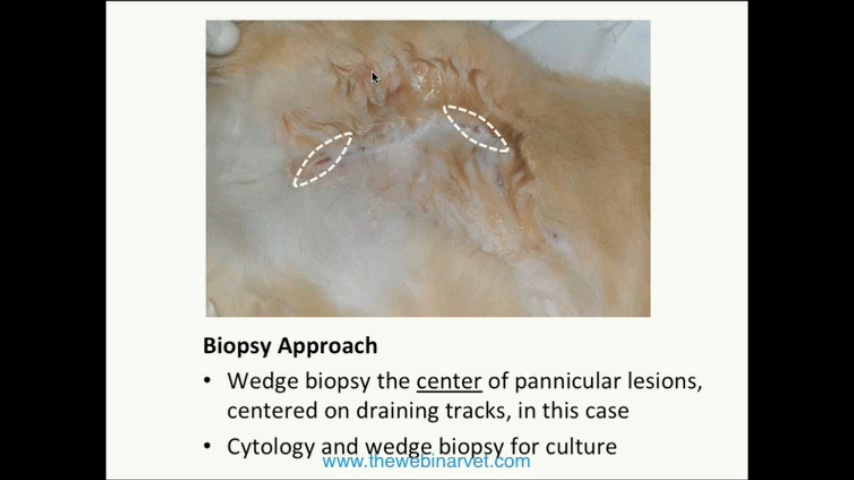 Biopsy Approach
• Wedge biopsy the center of pannicular lesions,
centered on draining tracks, in this case
• Cytology and wedge biopsy for culture
www.thewebinarvet.com